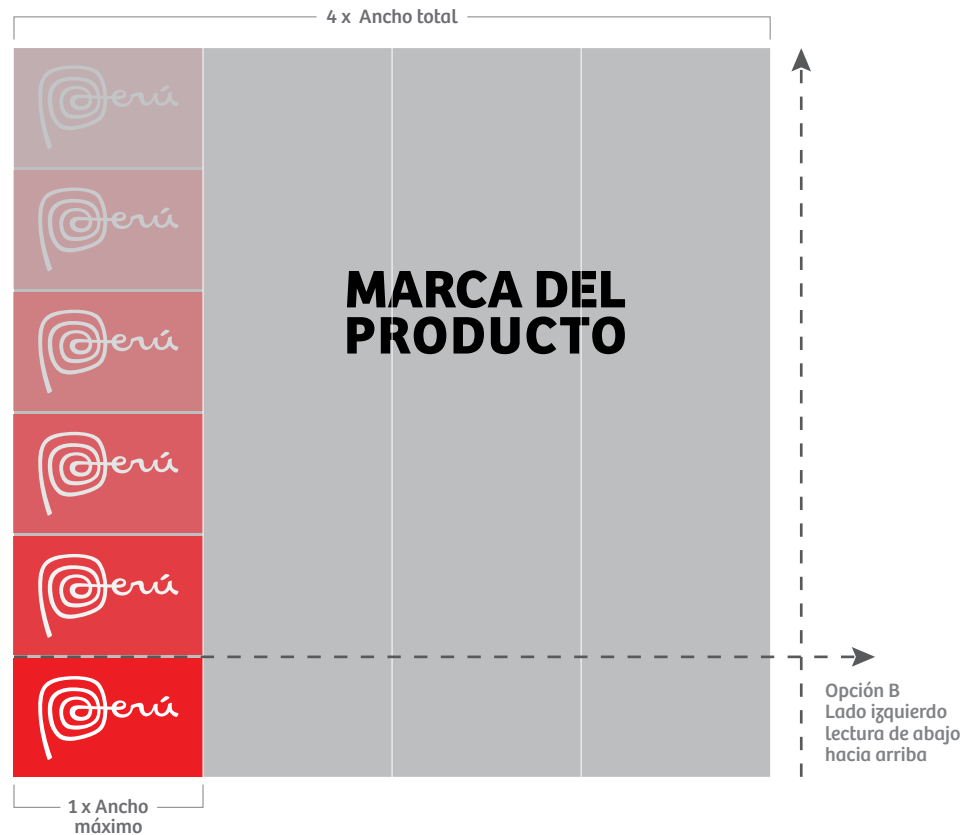 4 x Ancho total
Perú
Perú
MARCA DEL
PRODUCTO
Perú
Perú
Perú
Perú
Opción B
Lado izquierdo
lectura de abajo
hacia arriba
1 x Ancho
máximo